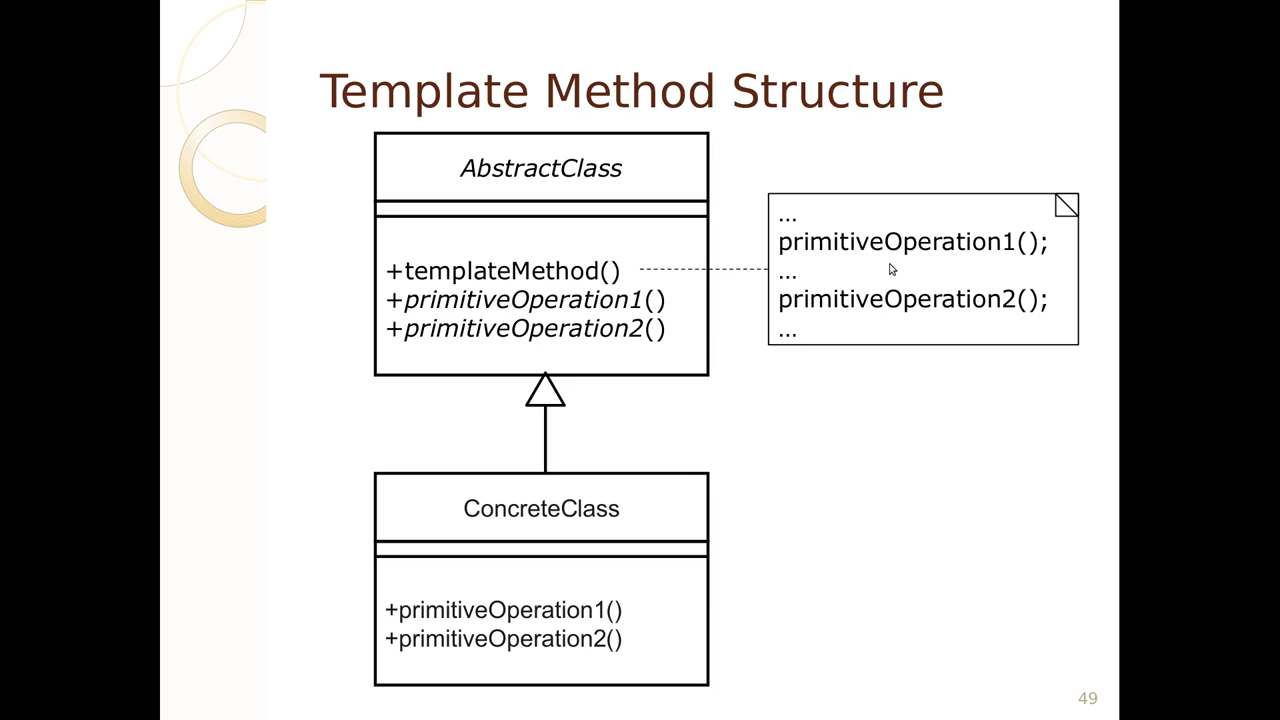 Template Method Structure
AbstractClass
+templateMethod()
+primitiveOperation1()
+primitiveOperation2()
...
primitiveOperation1();
...
primitiveOperation2();
...
ConcreteClass
+primitiveOperation1()
+primitiveOperation2()
49